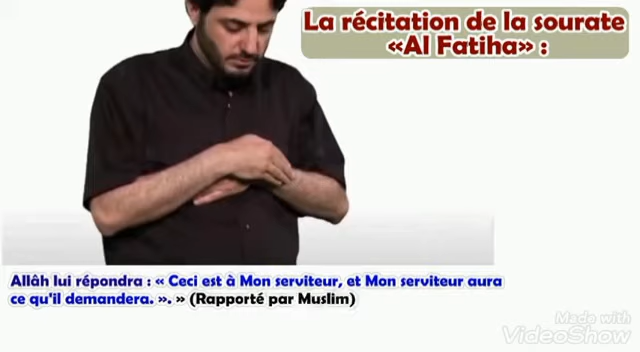 La récitation de la sourate
«Al Fatiha» :
Allâh lui répondra : « Ceci est à Mon serviteur, et Mon serviteur aura
ce qu'il demandera. ». » (Rapporté par Muslim)
Made with
VideoShow